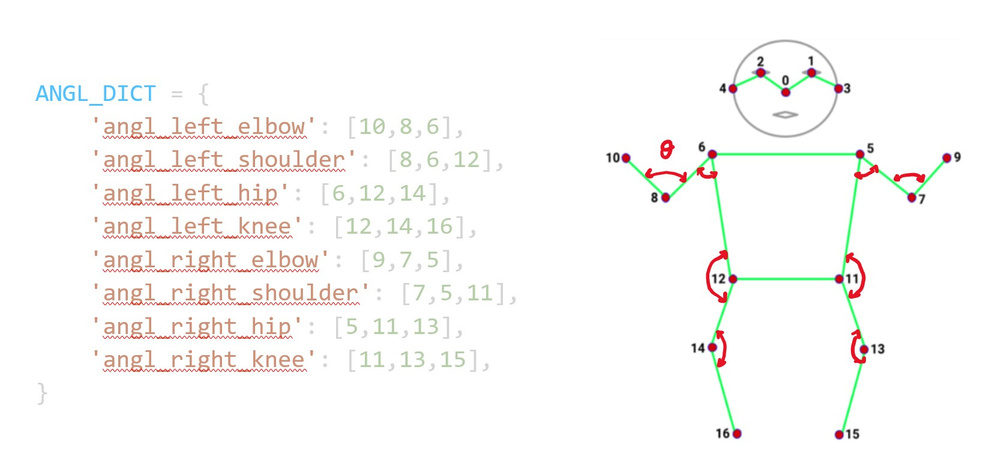 ANGL_DICT = {
'angl_left_elbow': [10,8,6],
'angl_left_shoulder': [8,6,12],
'angl_left_hip': [6,12,14],
'angl_left_knee': [12,14,16],
'angl_right_elbow': [9,7,5],
'angl_right_shoulder': [7,5,11],
'angl_right_hip': [5,11,13],
'angl_right_knee': [11,13,15],
}
2 1
0
4 3
θ
10 6 5 9
8 7
12 11
14 13
16 15